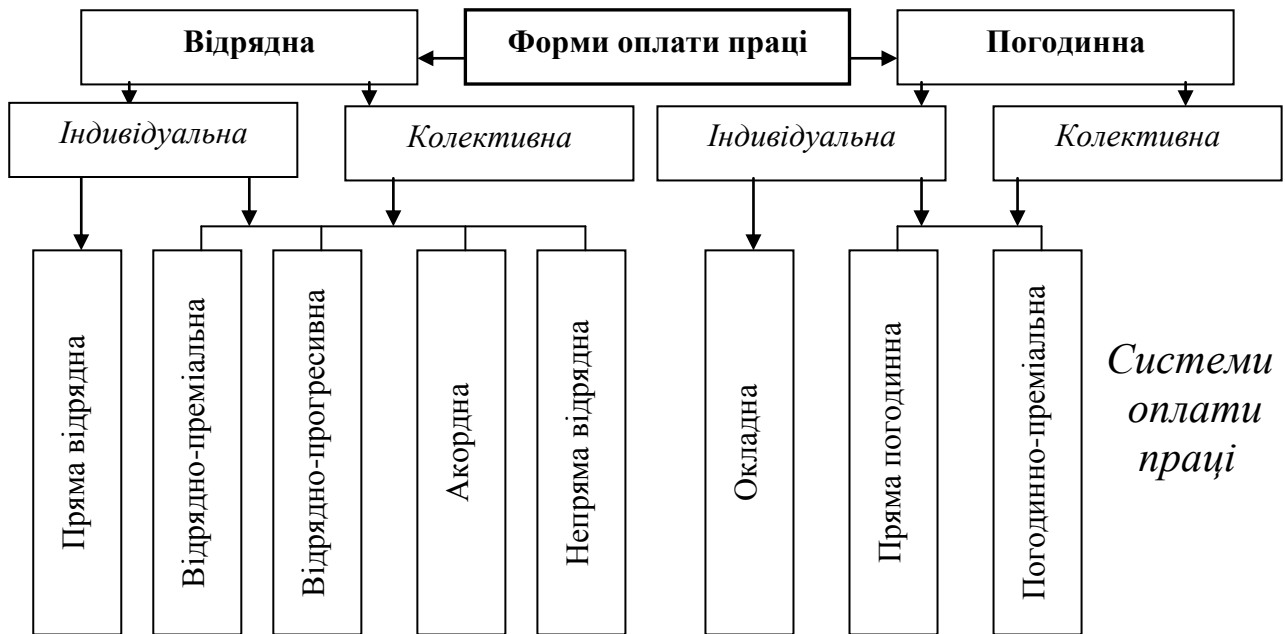 Відрядна
Форми оплати праці
Погодинна
Індивідуальна
Колективна
Індивідуальна
Колективна
Пряма відрядна
Відрядно-преміальна
Відрядно-прогресивна
Акордна
Непряма відрядна
Окладна
Пряма погодинна
Погодинно-преміальна
Системи
оплати
праці